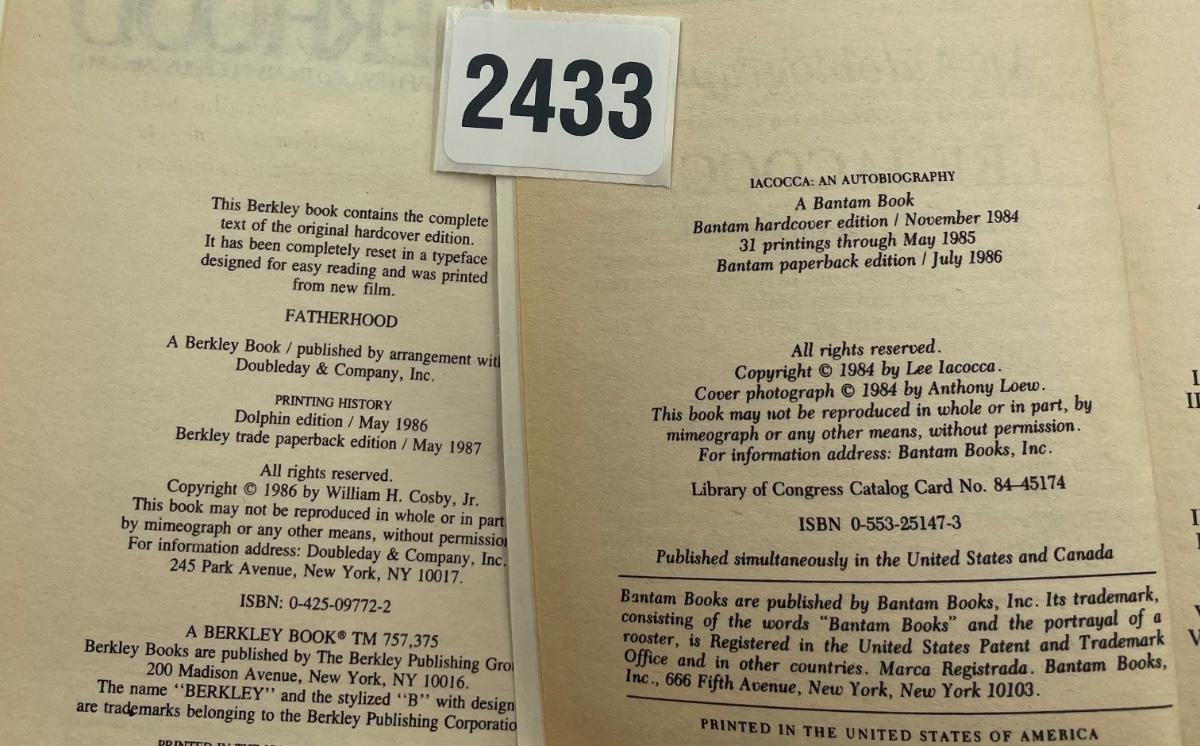 2433
This Berkley book contains the complete
text of the original hardcover edition.
It has been completely reset in a typeface
designed for easy reading and was printed
from new film.
FATHERHOOD
A Berkley Book / published by arrangement with
Doubleday & Company, Inc.
PRINTING HISTORY
Dolphin edition / May 1986
Berkley trade paperback edition / May 1987
All rights reserved.
Copyright © 1986 by William H. Cosby, Jr.
This book may not be reproduced in whole or in part
by mimeograph or any other means, without permissio
For information address: Doubleday & Company, Inc.
245 Park Avenue, New York, NY 10017.
ISBN: 0-425-09772-2
A BERKLEY BOOK® TM 757,375
Berkley Books are published by The Berkley Publishing Gro
200 Madison Avenue, New York, NY 10016.
The name "BERKLEY" and the stylized "B" with design
are trademarks belonging to the Berkley Publishing Corporatio
PRINTED IN THE
IACOCCA: AN AUTOBIOGRAPHY
A Bantam Book
Bantam hardcover edition / November 1984
31 printings through May 1985
Bantam paperback edition / July 1986
All rights reserved.
Copyright © 1984 by Lee Iacocca.
Cover photograph © 1984 by Anthony Loew.
This book may not be reproduced in whole or in part, by
mimeograph or any other means, without permission.
For information address: Bantam Books, Inc.
Library of Congress Catalog Card No. 84–45174
ISBN 0-553-25147-3
Published simultaneously in the United States and Canada
Bantam Books are published by Bantam Books, Inc. Its trademark,
consisting of the words "Bantam Books" and the portrayal of a
rooster, is Registered in the United States Patent and Trademark
Office and in other countries. Marca Registrada. Bantam Books,
Inc., 666 Fifth Avenue, New York, New York 10103.
PRINTED IN THE UNITED STATES OF AMERICA